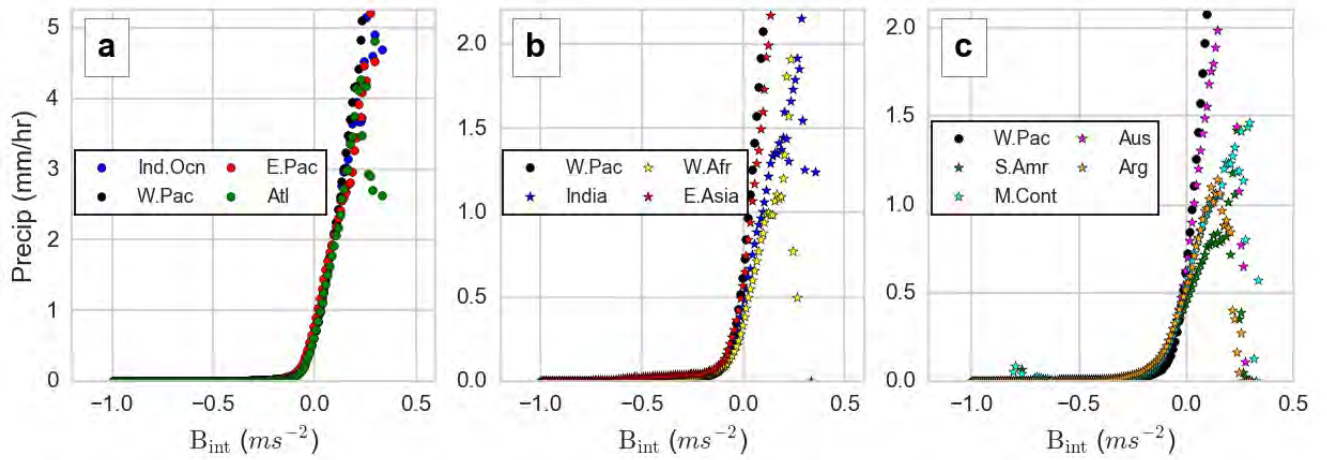 a
b
c
Precip (mm/hr)
5
4
3
2
1
0
Ind.Ocn
E.Pac
W.Pac
Atl
−1.0
−0.5
0.0
0.5
B_int (ms⁻²)
2.0
1.5
1.0
0.5
0.0
W.Pac
W.Afr
India
E.Asia
−1.0
−0.5
0.0
0.5
B_int (ms⁻²)
2.0
1.5
1.0
0.5
0.0
W.Pac
Aus
S.Amr
Arg
M.Cont
−1.0
−0.5
0.0
0.5
B_int (ms⁻²)